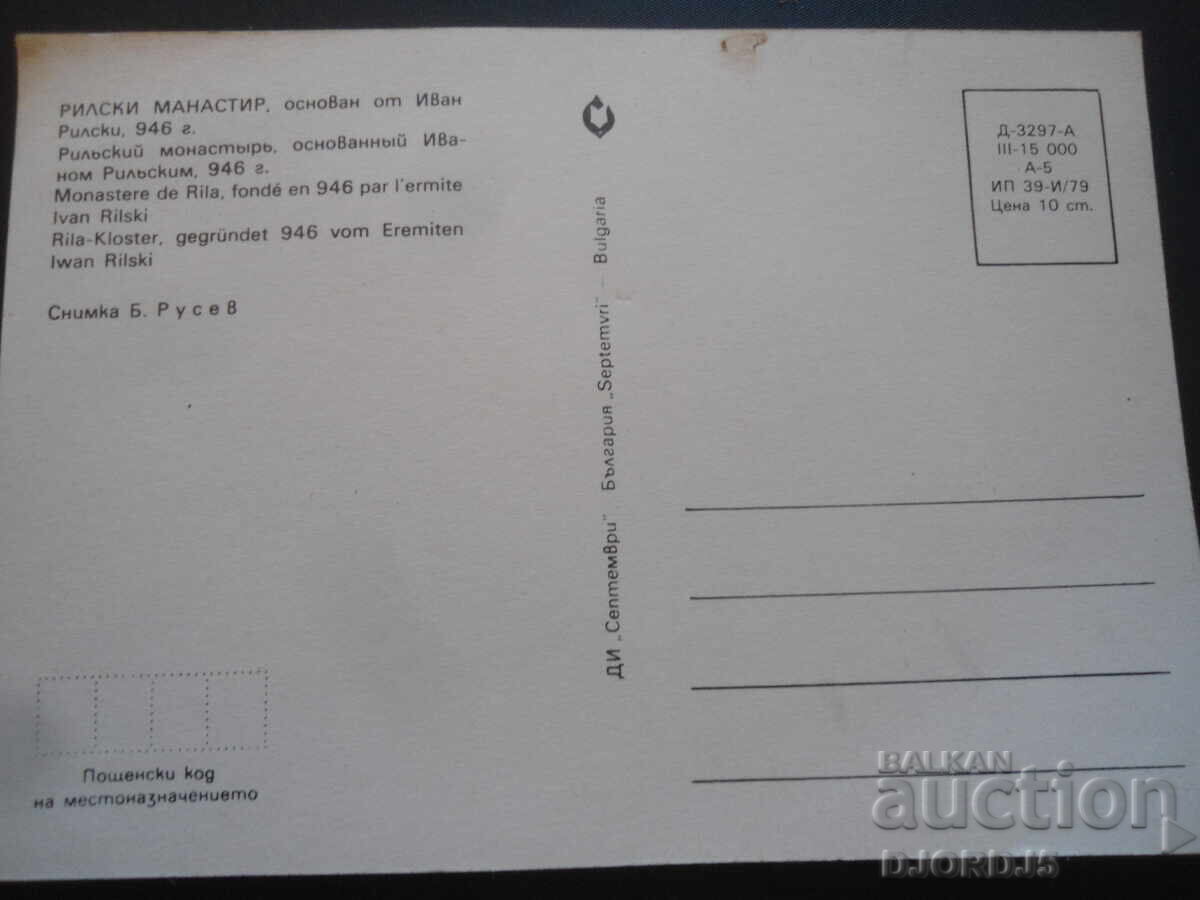 РИЛСКИ МАНАСТИР, основан от Иван
Рилски, 946 г.
Рильский монастырь, основанный Ива-
ном Рильским, 946 г.
Monastere de Rila, fondé en 946 par l'ermite
Ivan Rilski
Rila-Kloster, gegründet 946 vom Eremiten
Iwan Rilski
Снимка Б. Русев
Пощенски код
на местоназначението
ДИ „Септември" България „Septemvri" — Bulgaria
Д-3297-А
III-15 000
А-5
ИП 39-И/79
Цена 10 ст.
BALKAN
auction
DJORDJ5